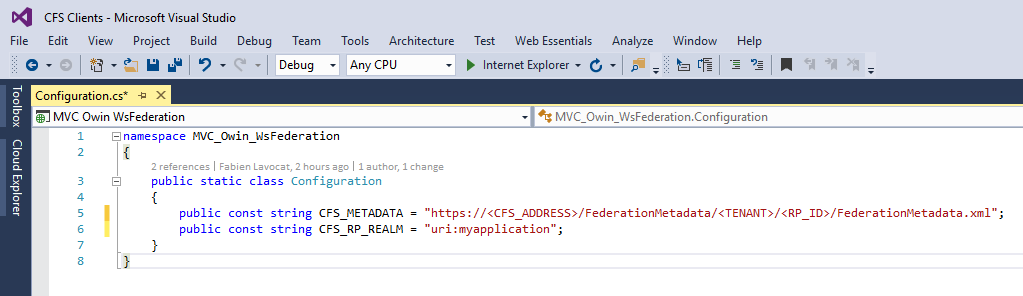 CFS Clients - Microsoft Visual Studio
File Edit View Project Build Debug Team Tools Architecture Test Web Essentials Analyze Window Help
Debug Any CPU Internet Explorer
Toolbox
Cloud Explorer
Configuration.cs*
MVC Owin WsFederation MVC_Owin_WsFederation.Configuration
1 namespace MVC_Owin_WsFederation
2 {
2 references | Fabien Lavocat, 2 hours ago | 1 author, 1 change
3 public static class Configuration
4 {
5 public const string CFS_METADATA = "https://<CFS_ADDRESS>/FederationMetadata/<TENANT>/<RP_ID>/FederationMetadata.xml";
6 public const string CFS_RP_REALM = "uri:myapplication";
7 }
8 }